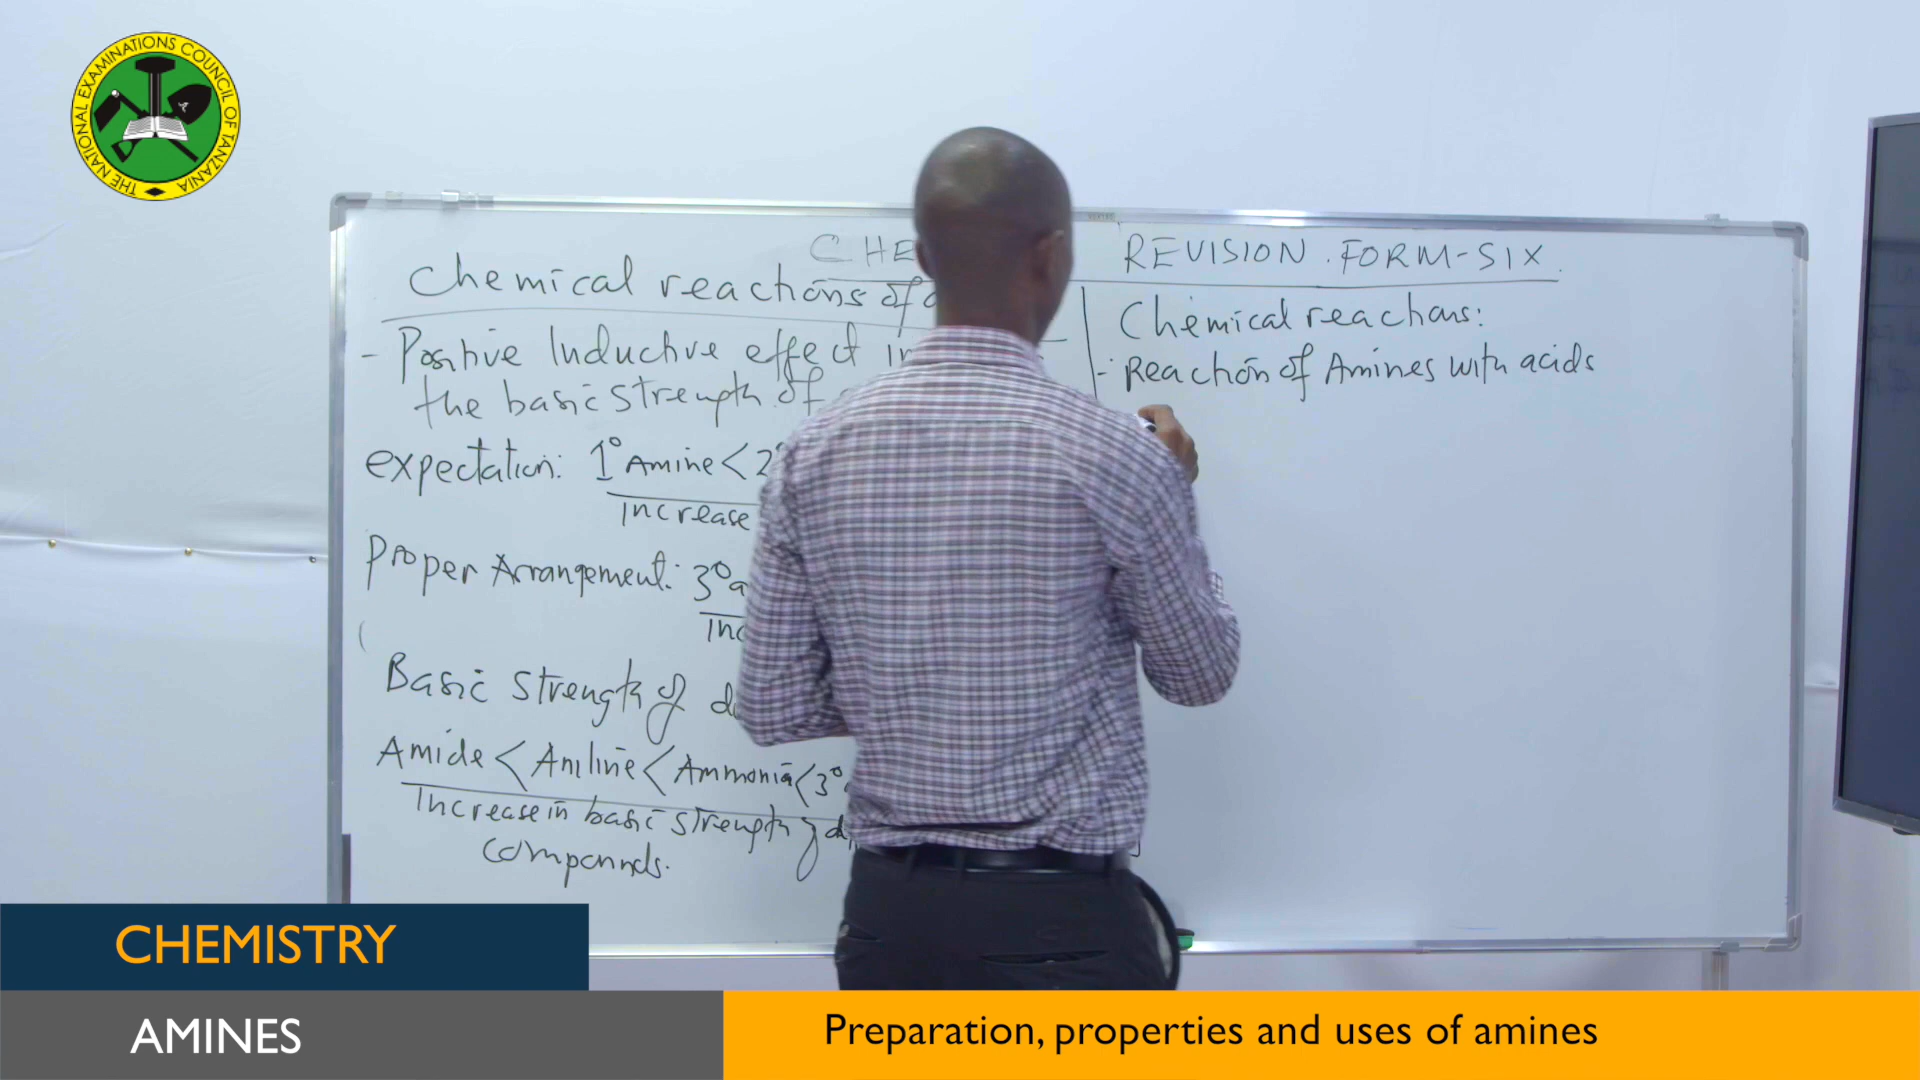 THE NATIONAL EXAMINATIONS COUNCIL OF TANZANIA
CHE REVISION. FORM-SIX.
Chemical reactions of
- Positive Inductive effect in
the basic strength of
expectation: 1° Amine < 2°
increase
Proper Arrangement: 3° a
Inc
Basic strength of d
Amide < Aniline < Ammonia < 3°
Increase in basic strength of d
compounds.
Chemical reactions:
- Reaction of Amines with acids
CHEMISTRY
AMINES
Preparation, properties and uses of amines